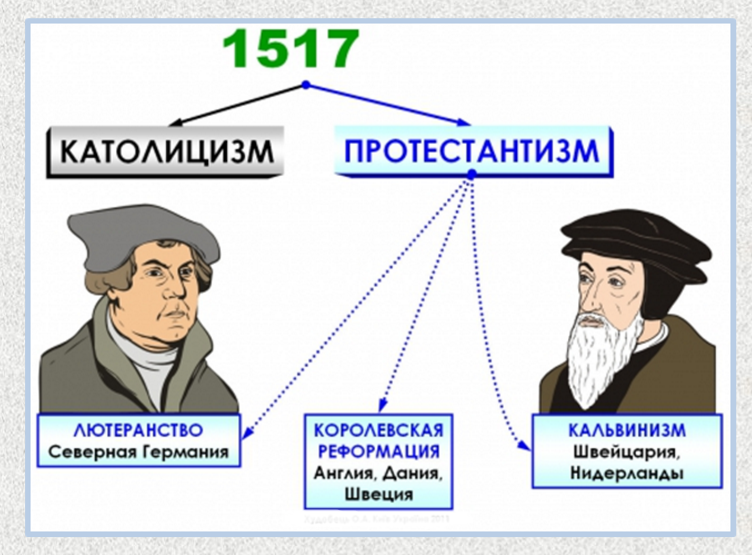 1517
КАТОЛИЦИЗМ
ПРОТЕСТАНТИЗМ
ЛЮТЕРАНСТВО
Северная Германия
КОРОЛЕВСКАЯ
РЕФОРМАЦИЯ
Англия, Дания,
Швеция
КАЛЬВИНИЗМ
Швейцария,
Нидерланды